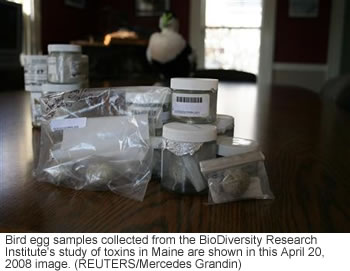 Bird egg samples collected from the BioDiversity Research
Institute's study of toxins in Maine are shown in this April 20,
2008 image. (REUTERS/Mercedes Grandin)